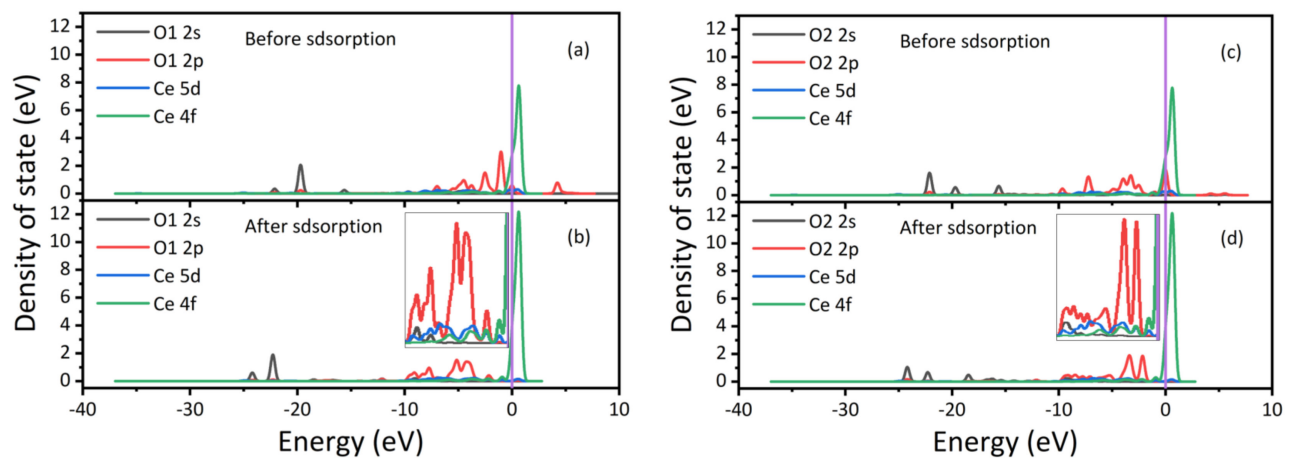 Density of state (eV)
12
10
8
6
4
2
0
O1 2s
O1 2p
Ce 5d
Ce 4f
Before sdsorption
(a)
12
10
8
6
4
2
0
O1 2s
O1 2p
Ce 5d
Ce 4f
After sdsorption
(b)
-40 -30 -20 -10 0 10
Energy (eV)
Density of state (eV)
12
10
8
6
4
2
0
O2 2s
O2 2p
Ce 5d
Ce 4f
Before sdsorption
(c)
12
10
8
6
4
2
0
O2 2s
O2 2p
Ce 5d
Ce 4f
After sdsorption
(d)
-40 -30 -20 -10 0 10
Energy (eV)